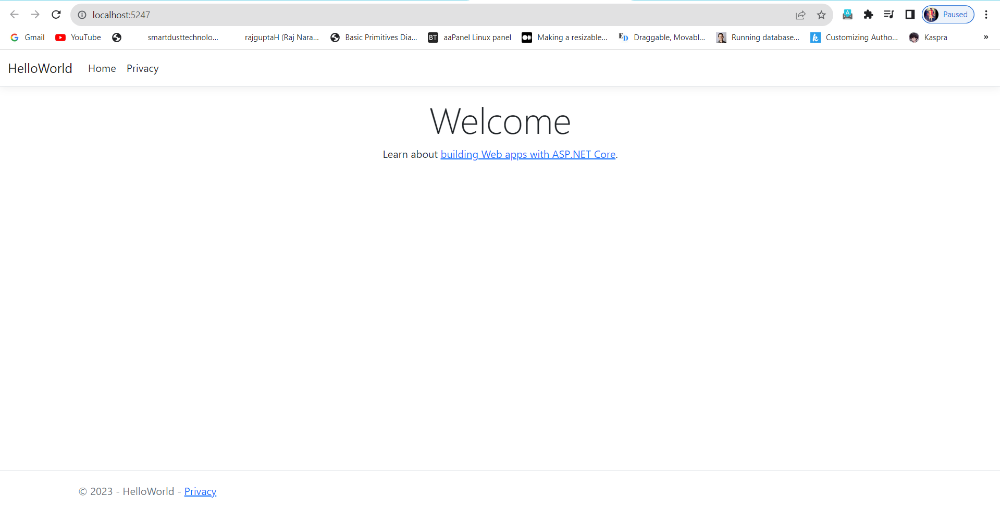 localhost:5247
Paused
Gmail YouTube smartdusttechnolo... rajguptaH (Raj Nara... Basic Primitives Dia... BT aaPanel Linux panel Making a resizable... ED Draggable, Movabl... Running database... k Customizing Autho... Kaspra »
HelloWorld Home Privacy
Welcome
Learn about building Web apps with ASP.NET Core.
© 2023 - HelloWorld - Privacy